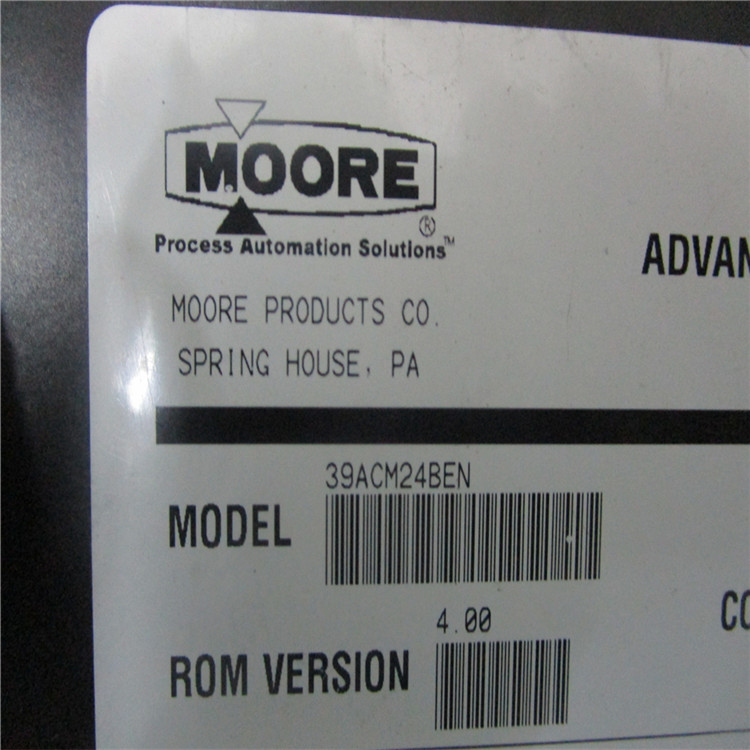 MOORE
®
Process Automation Solutions™
ADVAN
MOORE PRODUCTS CO.
SPRING HOUSE, PA
39ACM24BEN
MODEL
4.00
CO
ROM VERSION